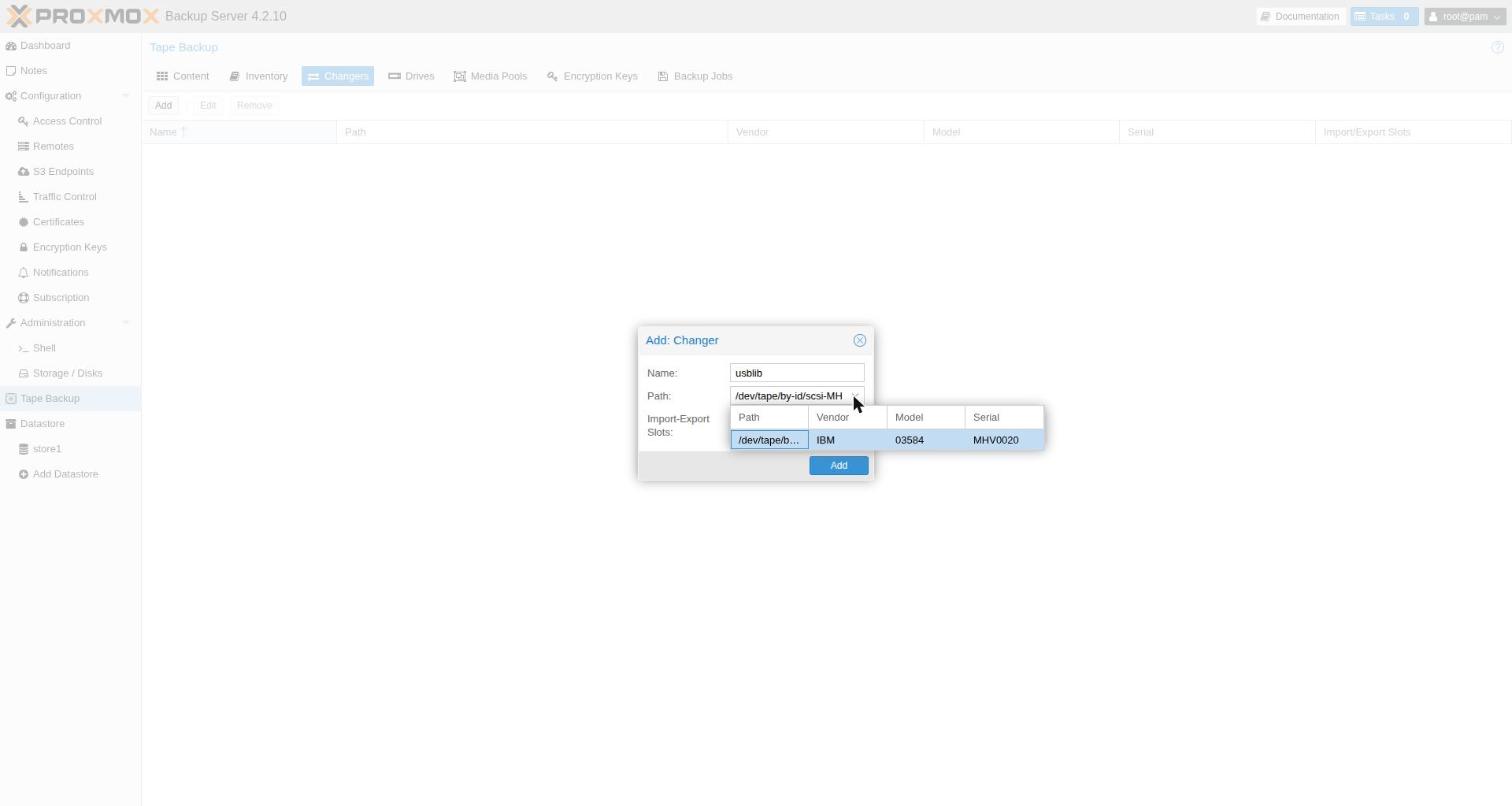 PROXMOX Backup Server 4.2.10
Documentation
Tasks 0
root@pam
Dashboard
Notes
Configuration
Access Control
Remotes
S3 Endpoints
Traffic Control
Certificates
Encryption Keys
Notifications
Subscription
Administration
Shell
Storage / Disks
Tape Backup
Datastore
store1
Add Datastore
Tape Backup
Content Inventory Changers Drives Media Pools Encryption Keys Backup Jobs
Add Edit Remove
Name Path Vendor Model Serial Import/Export Slots
Add: Changer
Name: usblib
Path: /dev/tape/by-id/scsi-MH
Import-Export
Slots:
Path Vendor Model Serial
/dev/tape/b... IBM 03584 MHV0020
Add